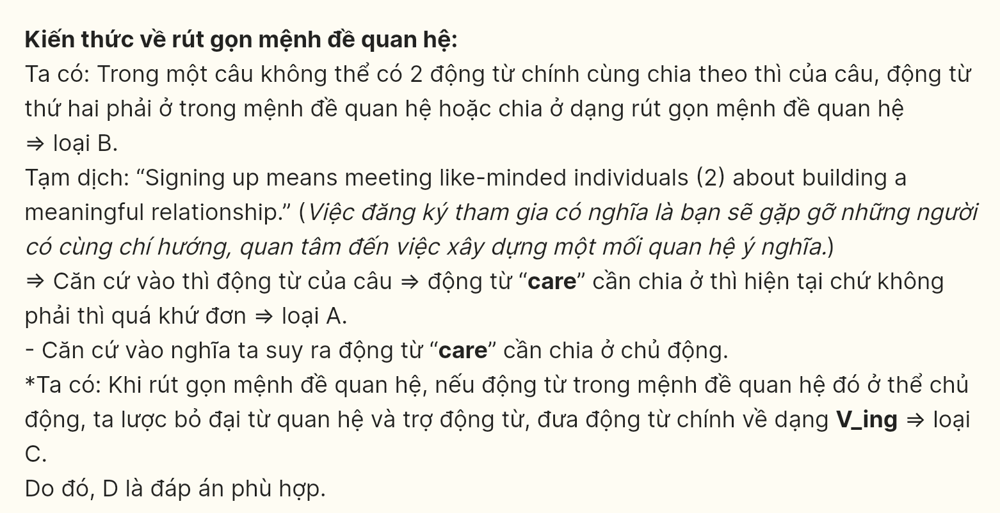 Kiến thức về rút gọn mệnh đề quan hệ:
Ta có: Trong một câu không thể có 2 động từ chính cùng chia theo thì của câu, động từ
thứ hai phải ở trong mệnh đề quan hệ hoặc chia ở dạng rút gọn mệnh đề quan hệ
⇒ loại B.
Tạm dịch: “Signing up means meeting like-minded individuals (2) about building a
meaningful relationship.” (Việc đăng ký tham gia có nghĩa là bạn sẽ gặp gỡ những người
có cùng chí hướng, quan tâm đến việc xây dựng một mối quan hệ ý nghĩa.)
⇒ Căn cứ vào thì động từ của câu ⇒ động từ “care” cần chia ở thì hiện tại chứ không
phải thì quá khứ đơn ⇒ loại A.
- Căn cứ vào nghĩa ta suy ra động từ “care” cần chia ở chủ động.
*Ta có: Khi rút gọn mệnh đề quan hệ, nếu động từ trong mệnh đề quan hệ đó ở thể chủ
động, ta lược bỏ đại từ quan hệ và trợ động từ, đưa động từ chính về dạng V_ing ⇒ loại
C.
Do đó, D là đáp án phù hợp.